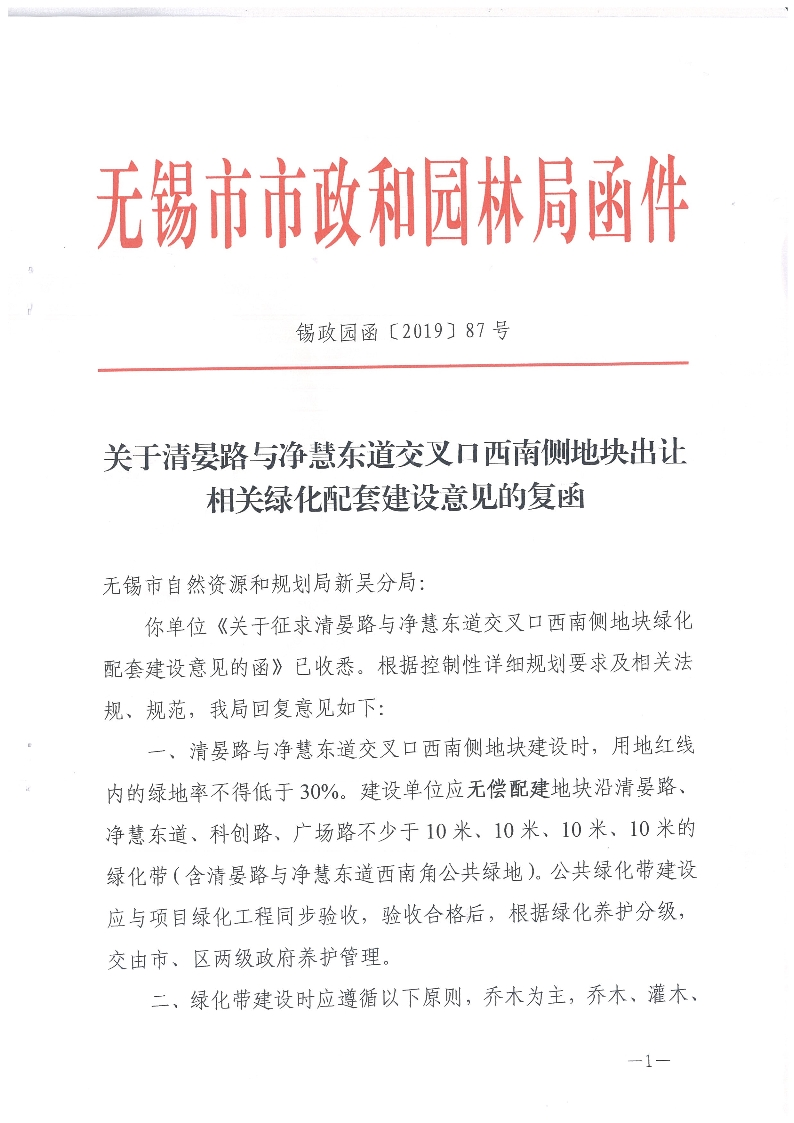 无锡市市政和园林局函件
锡政园函〔2019〕87 号
关于清晏路与净慧东道交叉口西南侧地块出让
相关绿化配套建设意见的复函
无锡市自然资源和规划局新吴分局：
你单位《关于征求清晏路与净慧东道交叉口西南侧地块绿化
配套建设意见的函》已收悉。根据控制性详细规划要求及相关法
规、规范，我局回复意见如下：
一、清晏路与净慧东道交叉口西南侧地块建设时，用地红线
内的绿地率不得低于 30%。建设单位应无偿配建地块沿清晏路、
净慧东道、科创路、广场路不少于 10 米、10 米、10 米、10 米的
绿化带（含清晏路与净慧东道西南角公共绿地）。公共绿化带建设
应与项目绿化工程同步验收，验收合格后，根据绿化养护分级，
交由市、区两级政府养护管理。
二、绿化带建设时应遵循以下原则，乔木为主，乔木、灌木、
—1—